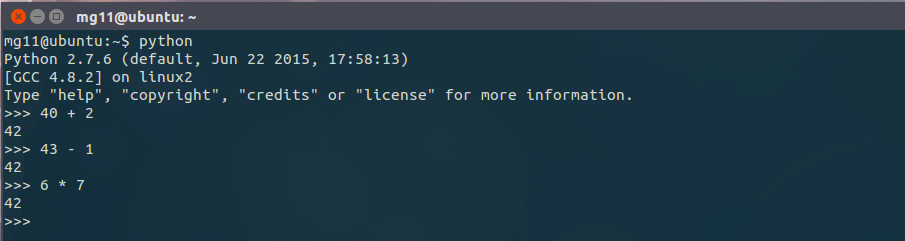 mg11@ubuntu: ~
mg11@ubuntu:~$ python
Python 2.7.6 (default, Jun 22 2015, 17:58:13)
[GCC 4.8.2] on linux2
Type "help", "copyright", "credits" or "license" for more information.
>>> 40 + 2
42
>>> 43 - 1
42
>>> 6 * 7
42
>>>